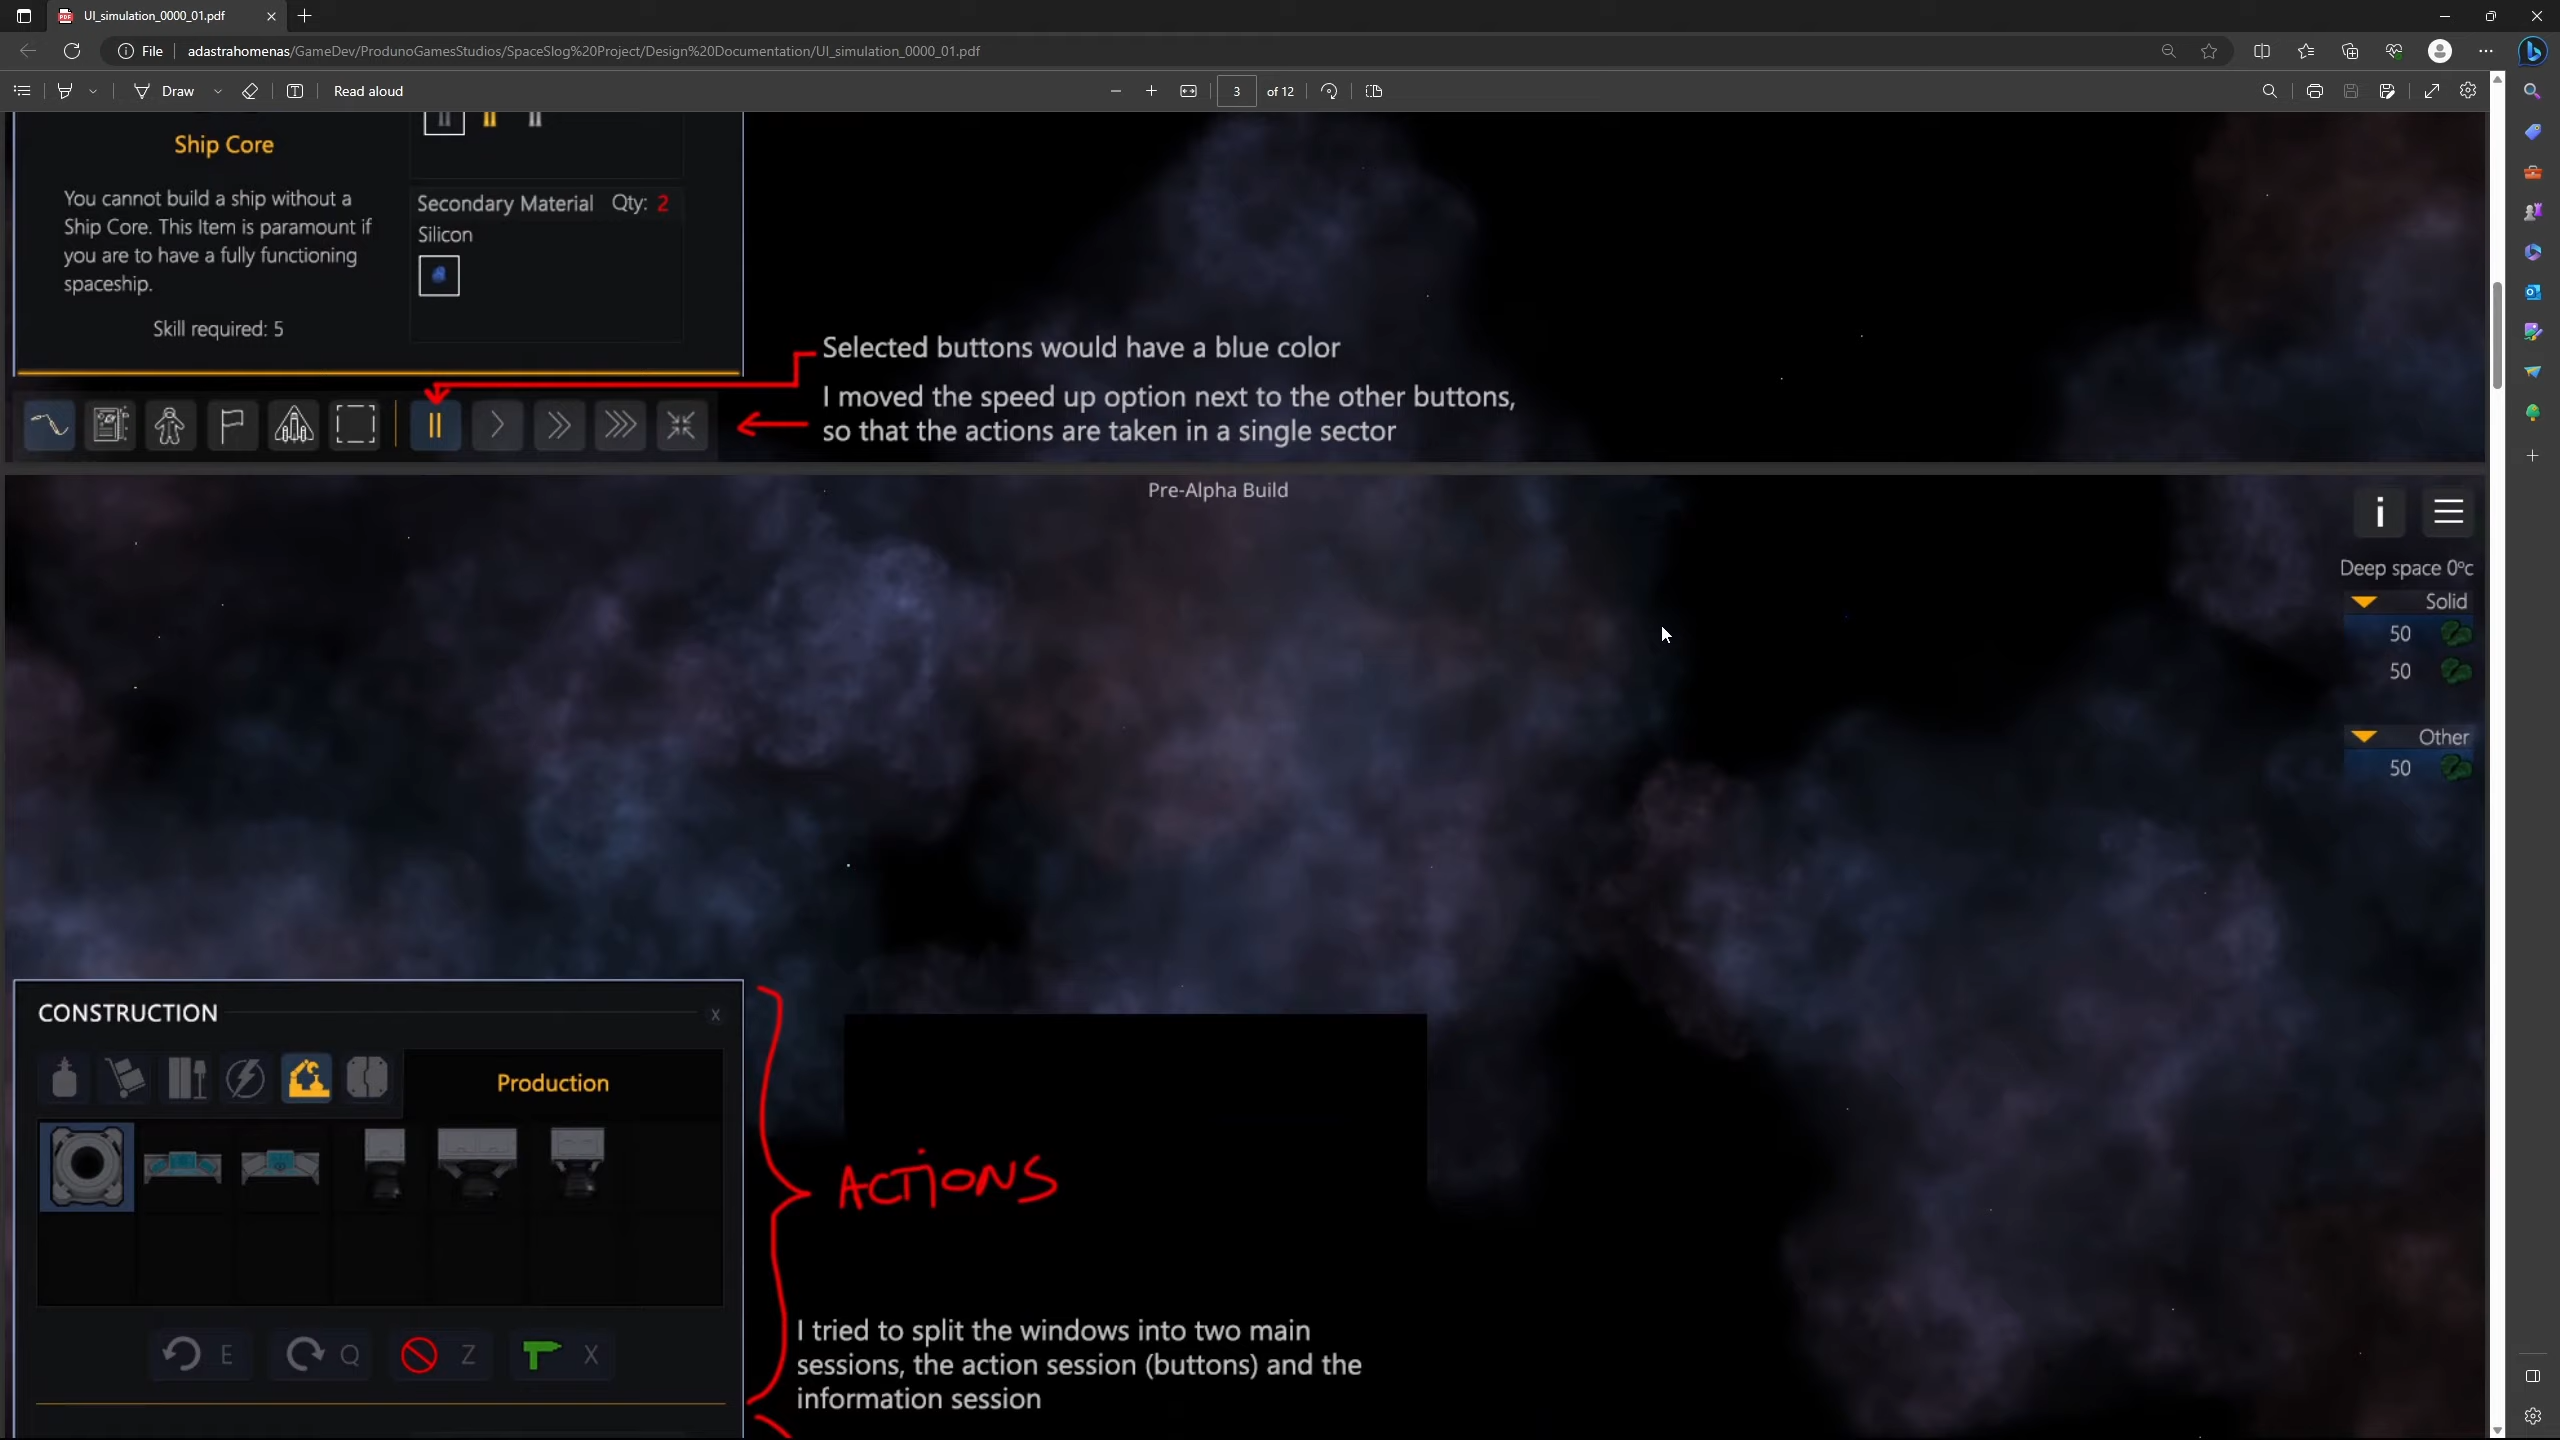 UI_simulation_0000_01.pdf
File
adastrahomenas/GameDev/ProdunoGamesStudios/SpaceSlog%20Project/Design%20Documentation/UI_simulation_0000_01.pdf
Draw
Read aloud
3 of 12
Ship Core
You cannot build a ship without a
Ship Core. This Item is paramount if
you are to have a fully functioning
spaceship.
Skill required: 5
Secondary Material Qty: 2
Silicon
Selected buttons would have a blue color
I moved the speed up option next to the other buttons,
so that the actions are taken in a single sector
Pre-Alpha Build
i
Deep space 0°c
Solid
50
50
Other
50
CONSTRUCTION
X
Production
ACTIONS
E Q Z X
I tried to split the windows into two main
sessions, the action session (buttons) and the
information session